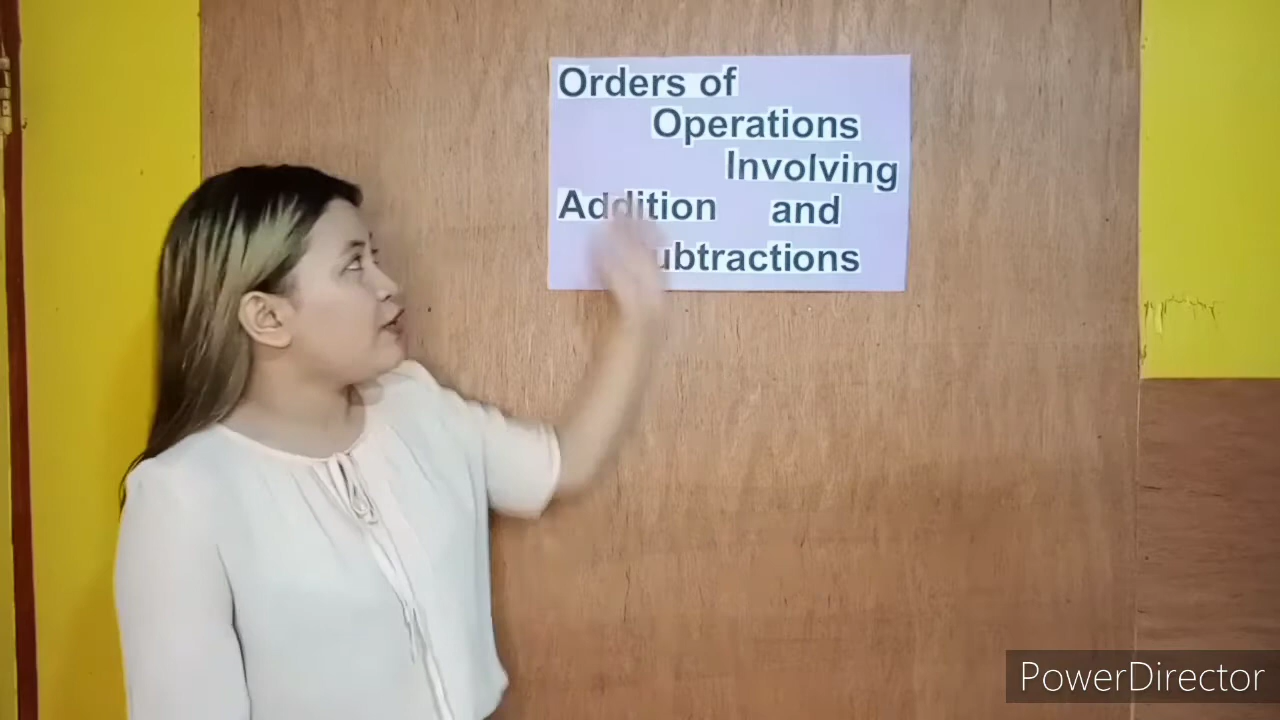 Orders of
Operations
Involving
Addition and
ubtractions
PowerDirector